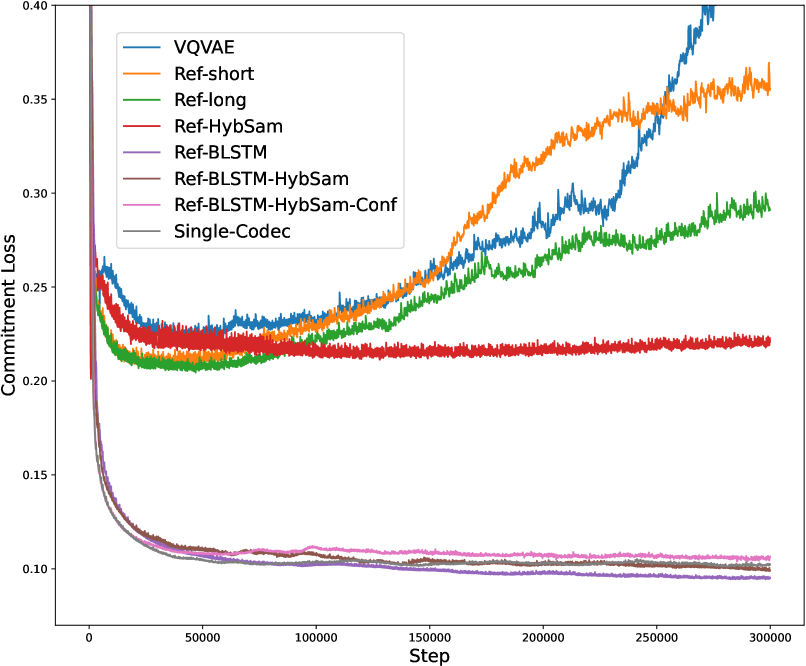 0.40
0.35
0.30
0.25
0.20
0.15
0.10
Commitment Loss
VQVAE
Ref-short
Ref-long
Ref-HybSam
Ref-BLSTM
Ref-BLSTM-HybSam
Ref-BLSTM-HybSam-Conf
Single-Codec
0 50000 100000 150000 200000 250000 300000
Step